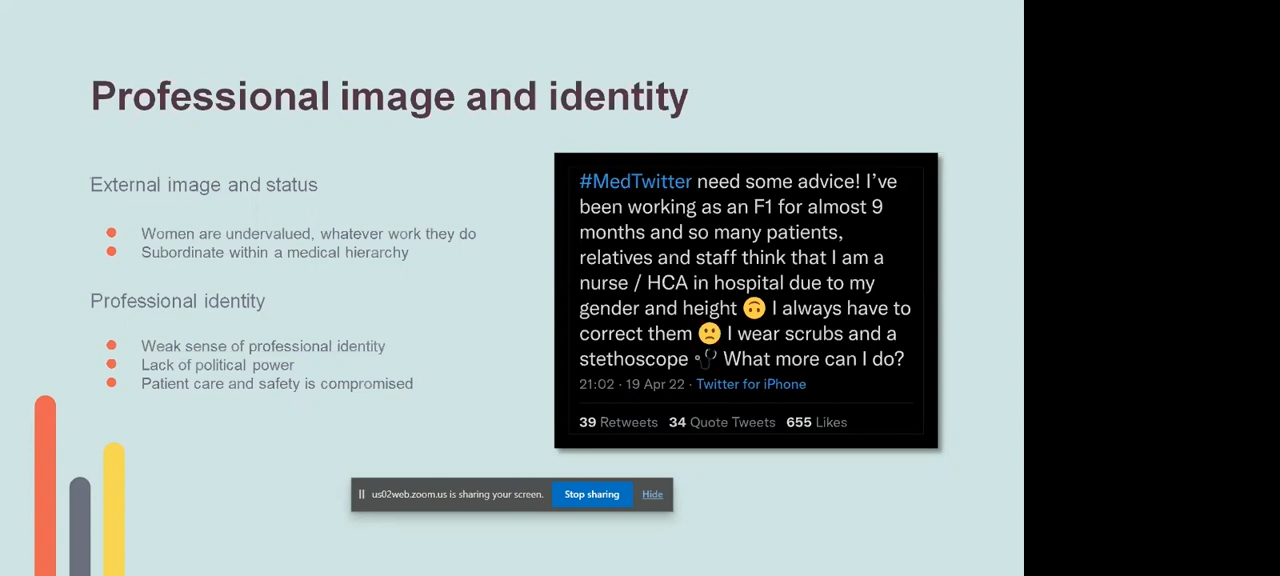 Professional image and identity
External image and status
Women are undervalued, whatever work they do
Subordinate within a medical hierarchy
Professional identity
Weak sense of professional identity
Lack of political power
Patient care and safety is compromised
#MedTwitter need some advice! I’ve
been working as an F1 for almost 9
months and so many patients,
relatives and staff think that I am a
nurse / HCA in hospital due to my
gender and height 🙃 I always have to
correct them 🙁 I wear scrubs and a
stethoscope 🩺 What more can I do?
21:02 · 19 Apr 22 · Twitter for iPhone
39 Retweets 34 Quote Tweets 655 Likes
us02web.zoom.us is sharing your screen. Stop sharing Hide